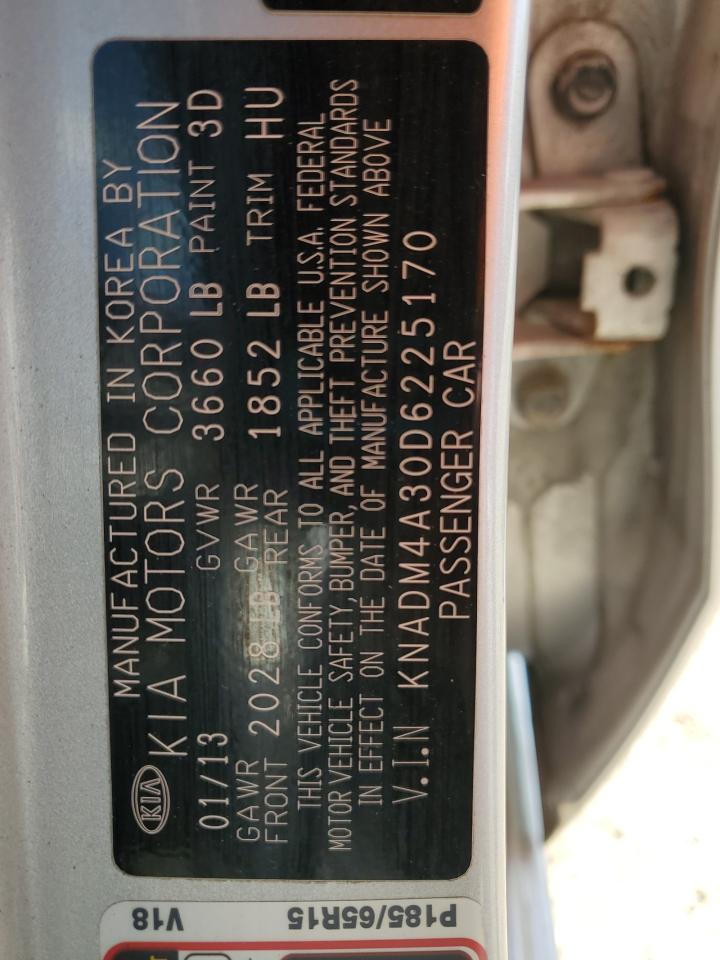 MANUFACTURED IN KOREA BY
KIA KIA MOTORS CORPORATION
01/13 GVWR 3660 LB PAINT 3D
GAWR FRONT 2028 LB GAWR REAR 1852 LB TRIM HU
THIS VEHICLE CONFORMS TO ALL APPLICABLE U.S.A. FEDERAL
MOTOR VEHICLE SAFETY, BUMPER, AND THEFT PREVENTION STANDARDS
IN EFFECT ON THE DATE OF MANUFACTURE SHOWN ABOVE
V.I.N KNADM4A30D6225170
PASSENGER CAR
P185/65R15
V18